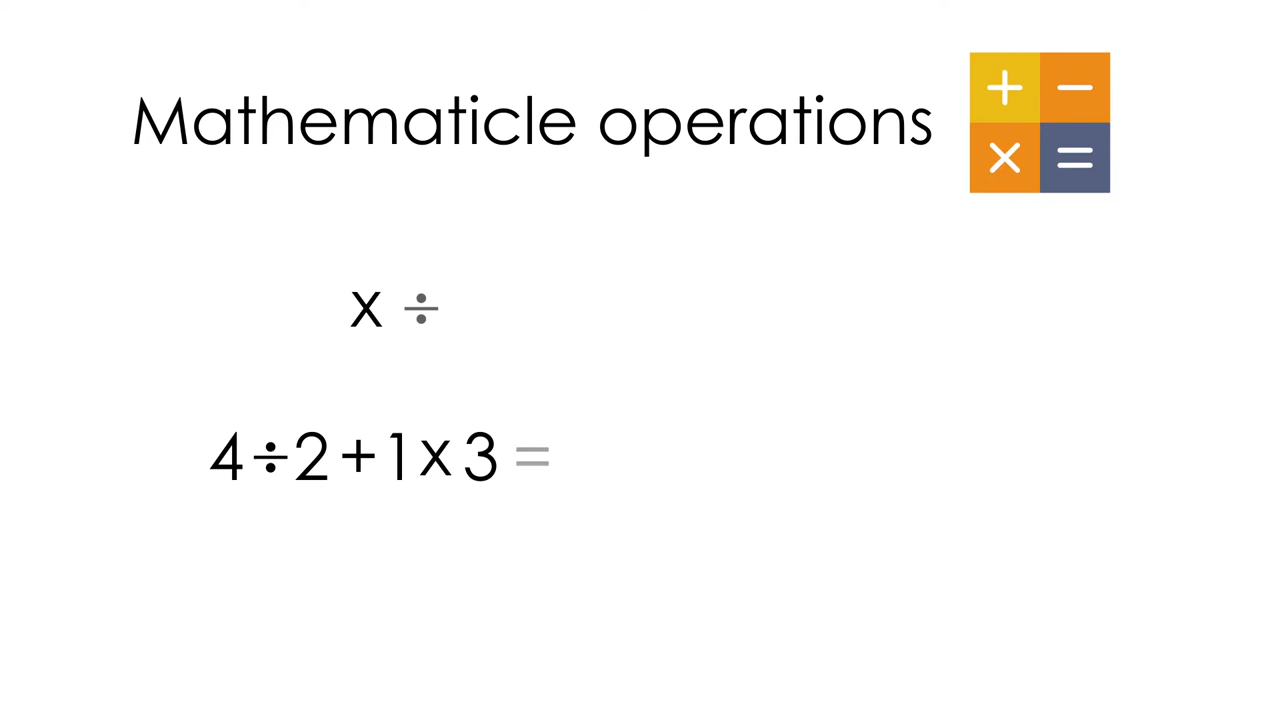 Mathematicle operations
+ −
× =
x ÷
4÷2+1x3=